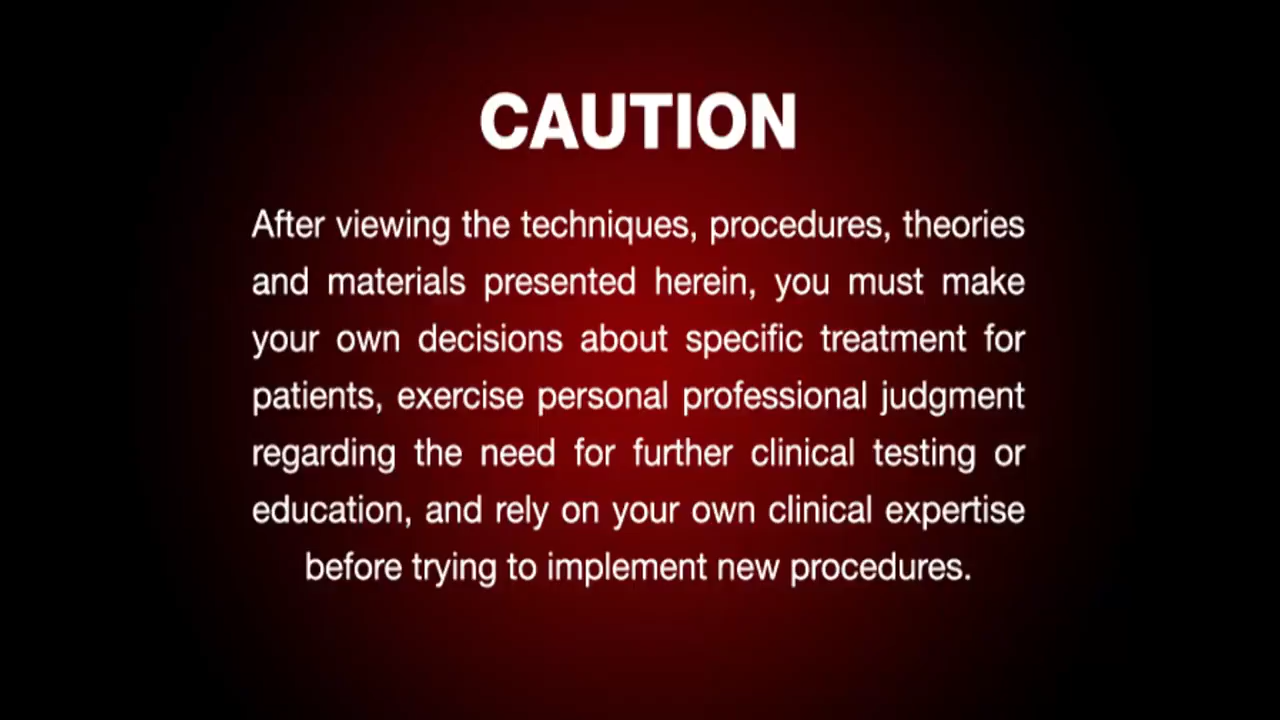 CAUTION
After viewing the techniques, procedures, theories
and materials presented herein, you must make
your own decisions about specific treatment for
patients, exercise personal professional judgment
regarding the need for further clinical testing or
education, and rely on your own clinical expertise
before trying to implement new procedures.